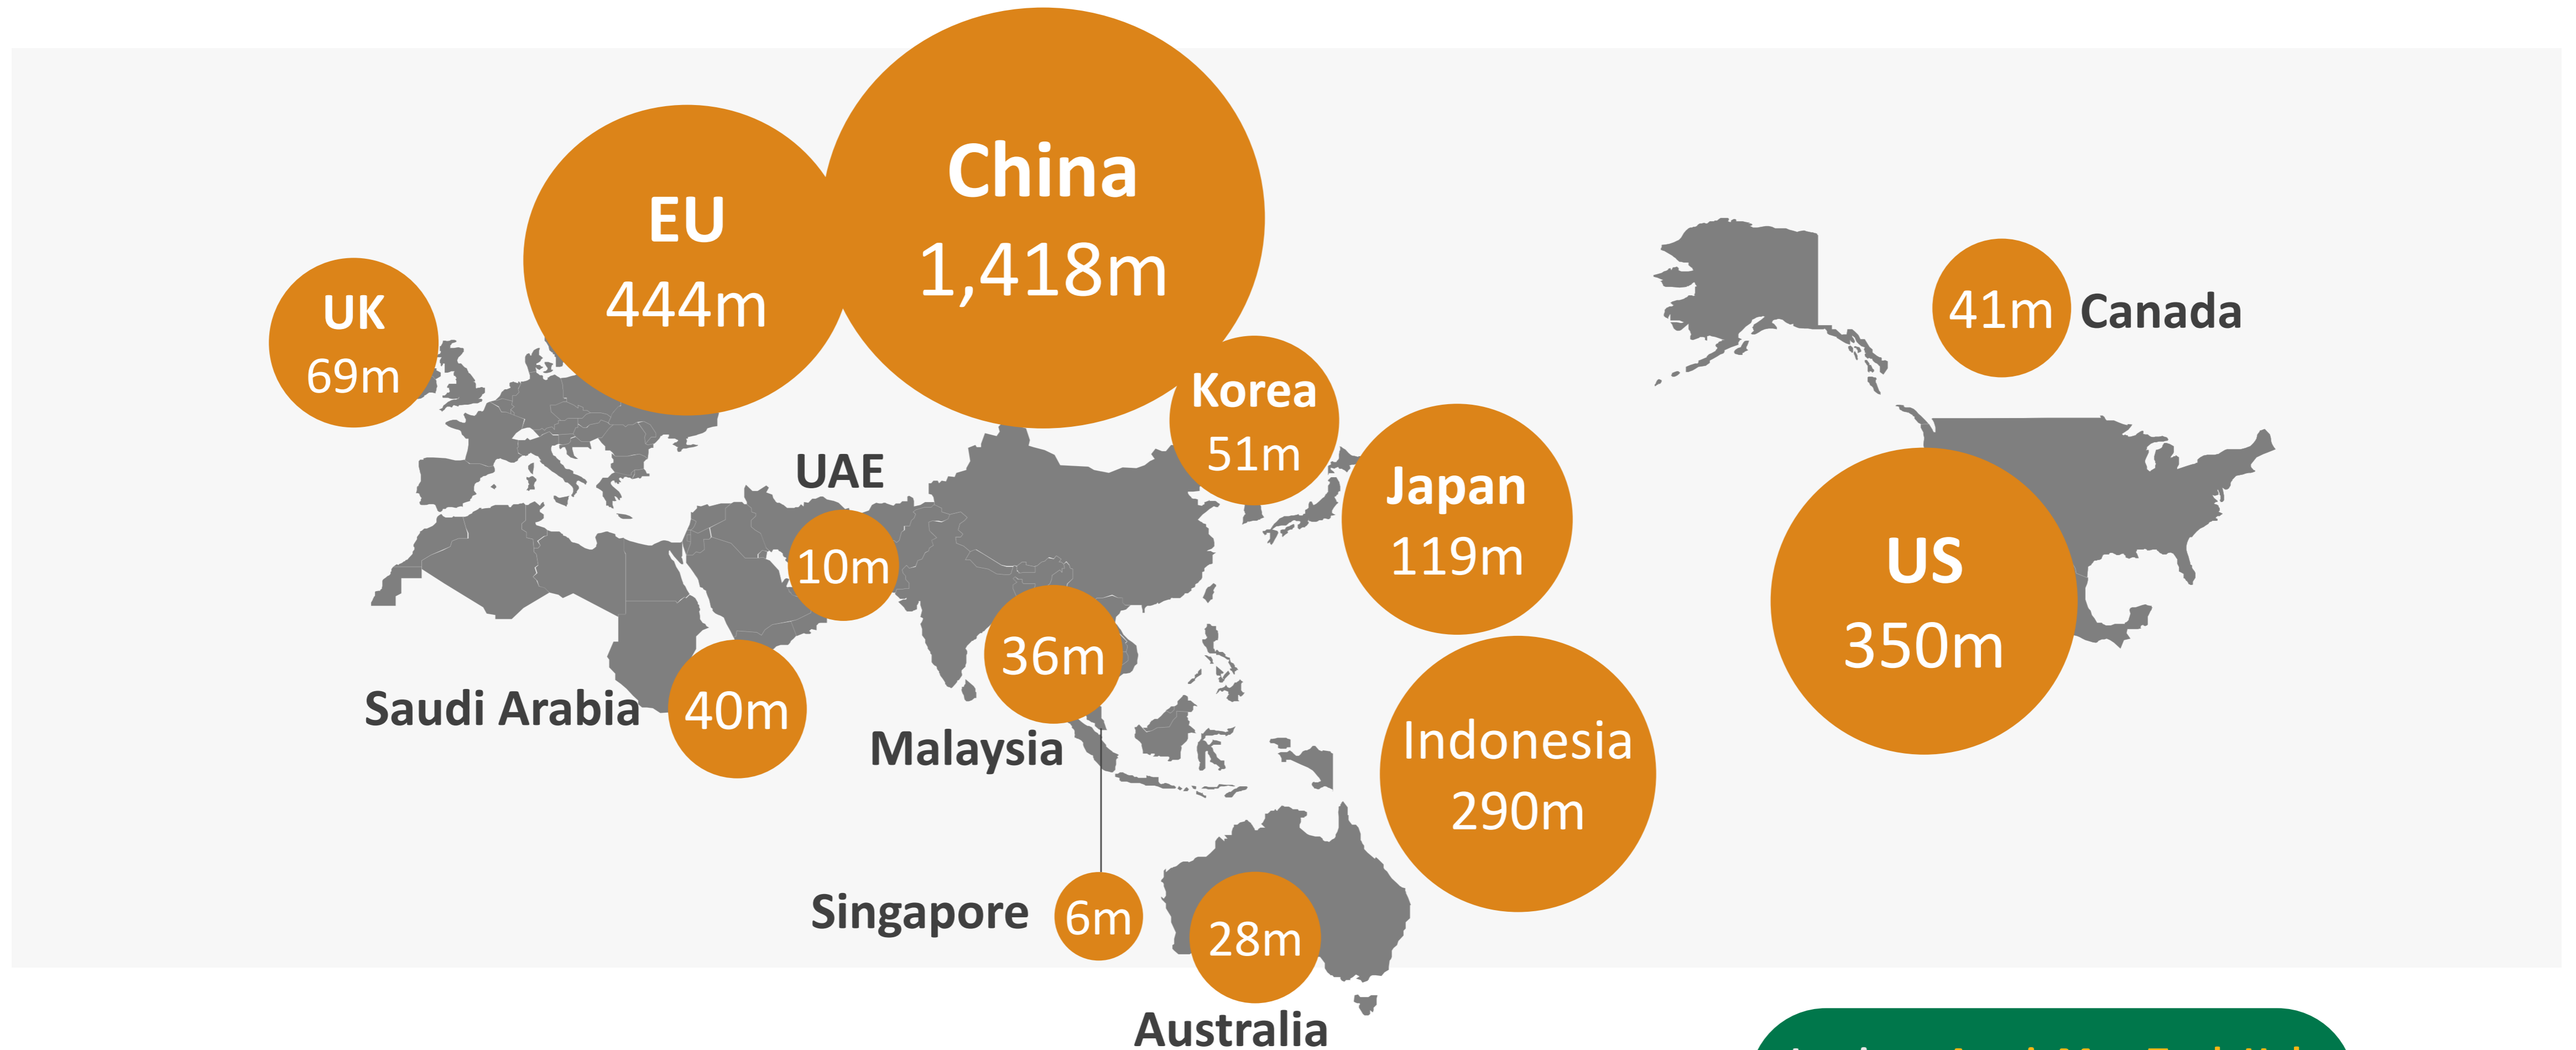 China
1,418m
EU
444m
UK
69m
41m Canada
Korea
51m
UAE
10m
Japan
119m
US
350m
36m
Malaysia
Saudi Arabia 40m
Indonesia
290m
Singapore 6m
28m
Australia